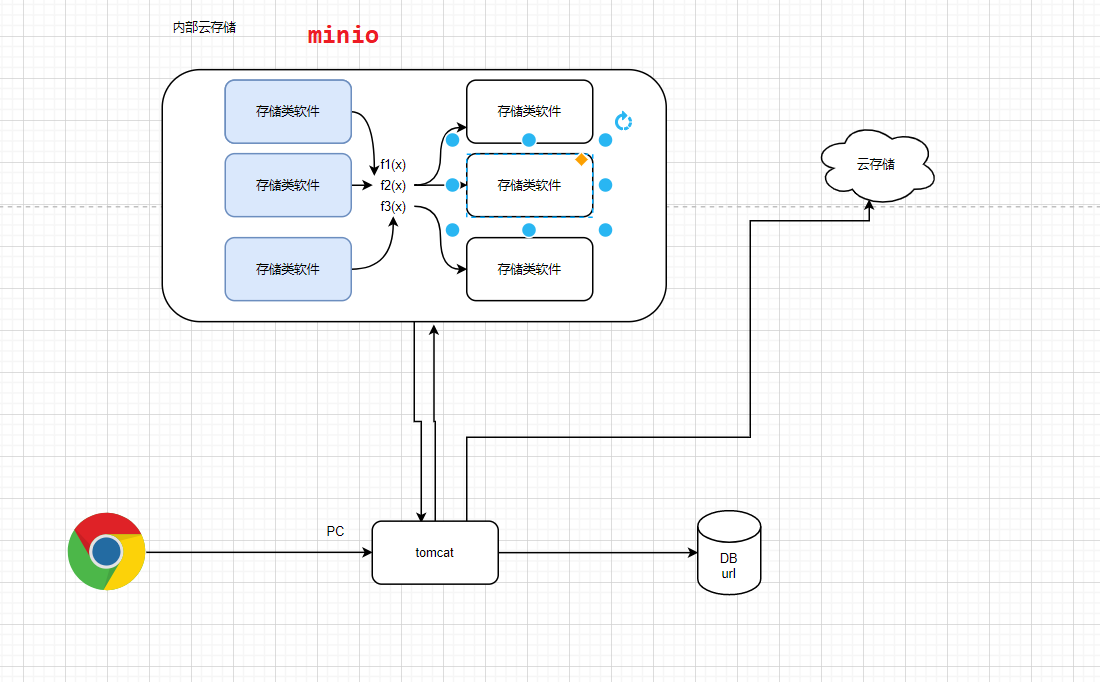 内部云存储
minio
存储类软件
存储类软件
f1(x)
存储类软件
f2(x)
存储类软件
f3(x)
存储类软件
存储类软件
云存储
PC
tomcat
DB
url